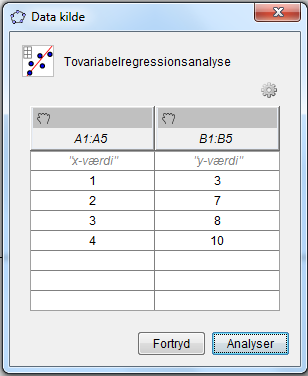 Data kilde
Tovariabelregressionsanalyse
A1:A5 B1:B5
"x-værdi" "y-værdi"
1 3
2 7
3 8
4 10
Fortryd Analyser